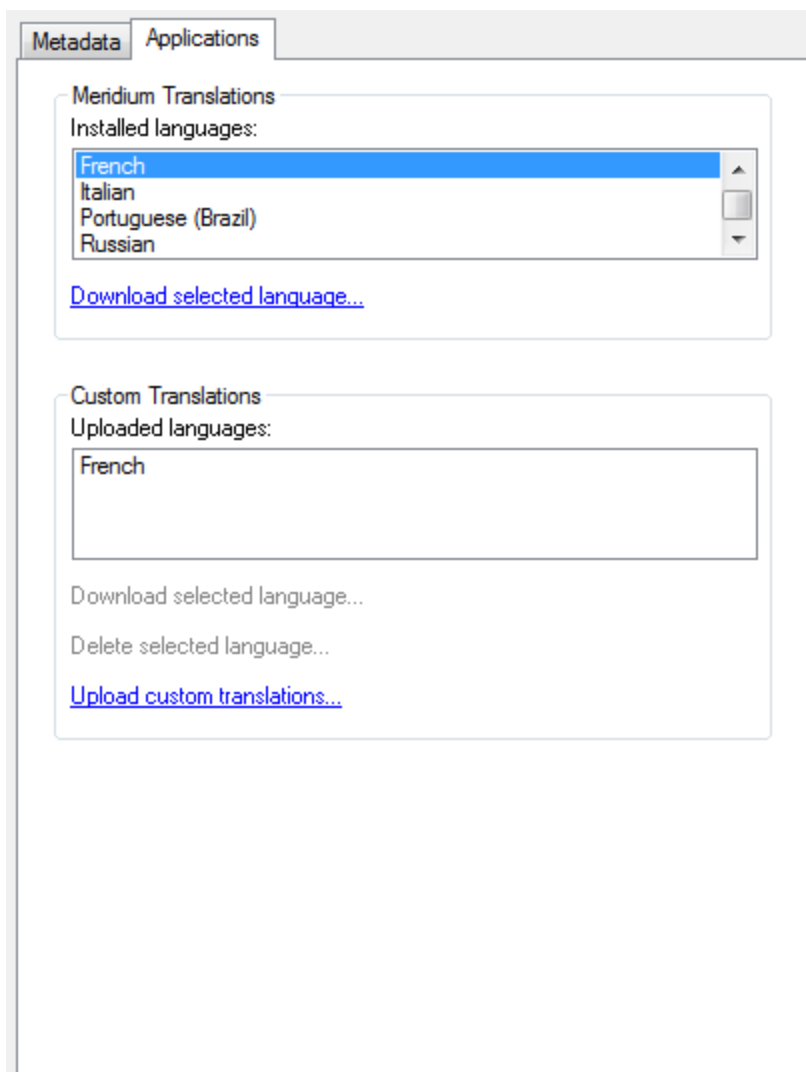 Metadata
Applications
Meridium Translations
Installed languages:
French
Italian
Portuguese (Brazil)
Russian
Download selected language...
Custom Translations
Uploaded languages:
French
Download selected language...
Delete selected language...
Upload custom translations...